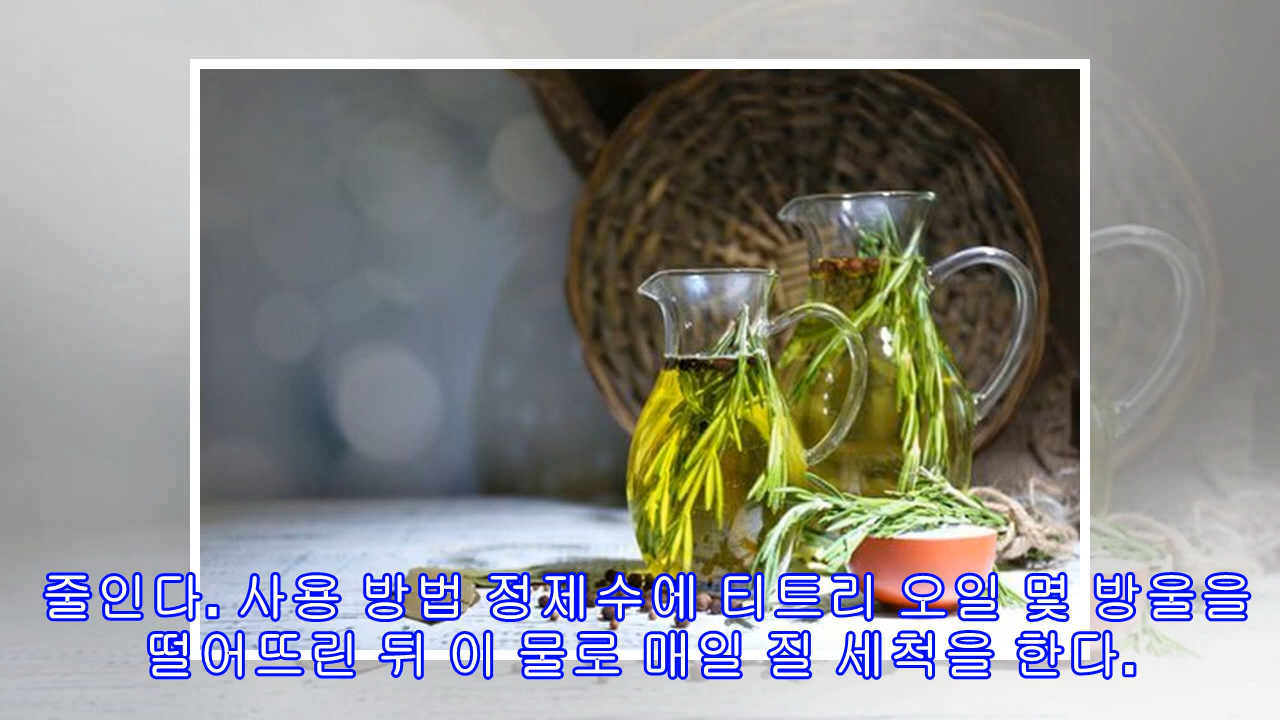 줄인다. 사용 방법 정제수에 티트리 오일 몇 방울을
떨어뜨린 뒤 이 물로 매일 질 세척을 한다.